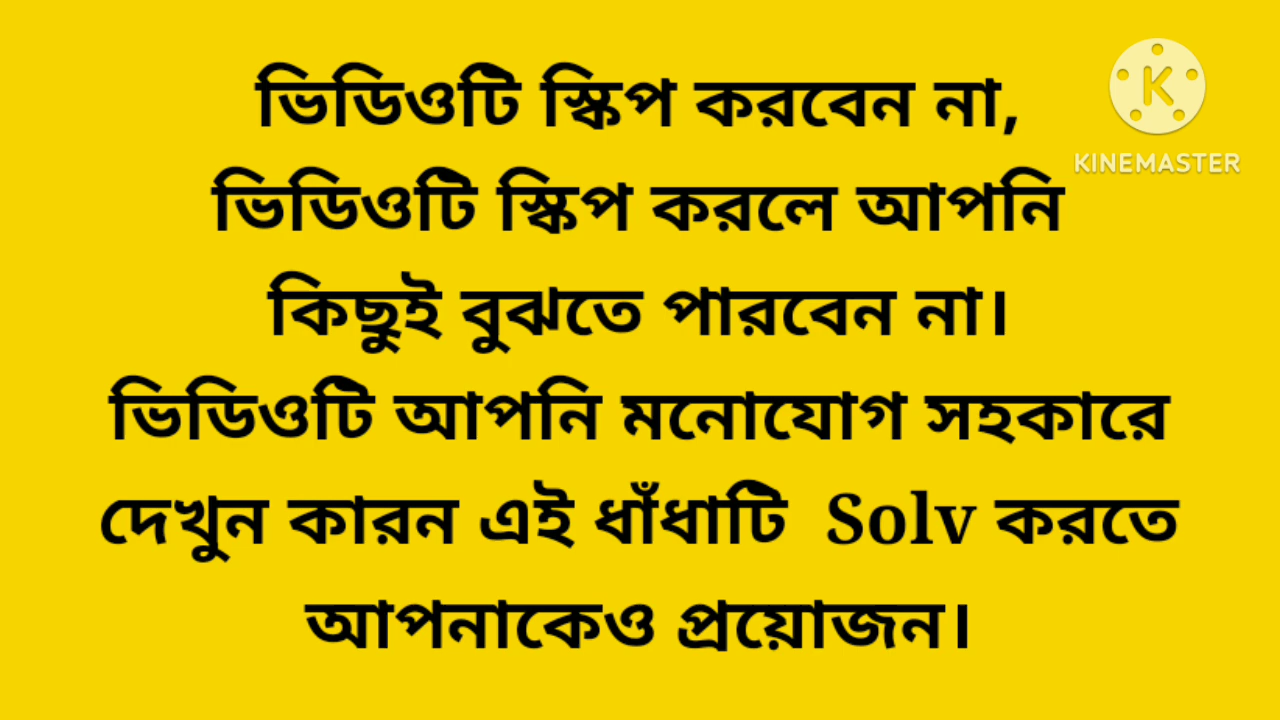 ভিডিওটি স্কিপ করবেন না,
ভিডিওটি স্কিপ করলে আপনি
কিছুই বুঝতে পারবেন না।
ভিডিওটি আপনি মনোযোগ সহকারে
দেখুন কারন এই ধাঁধাটি Solv করতে
আপনাকেও প্রয়োজন।
K
KINEMASTER